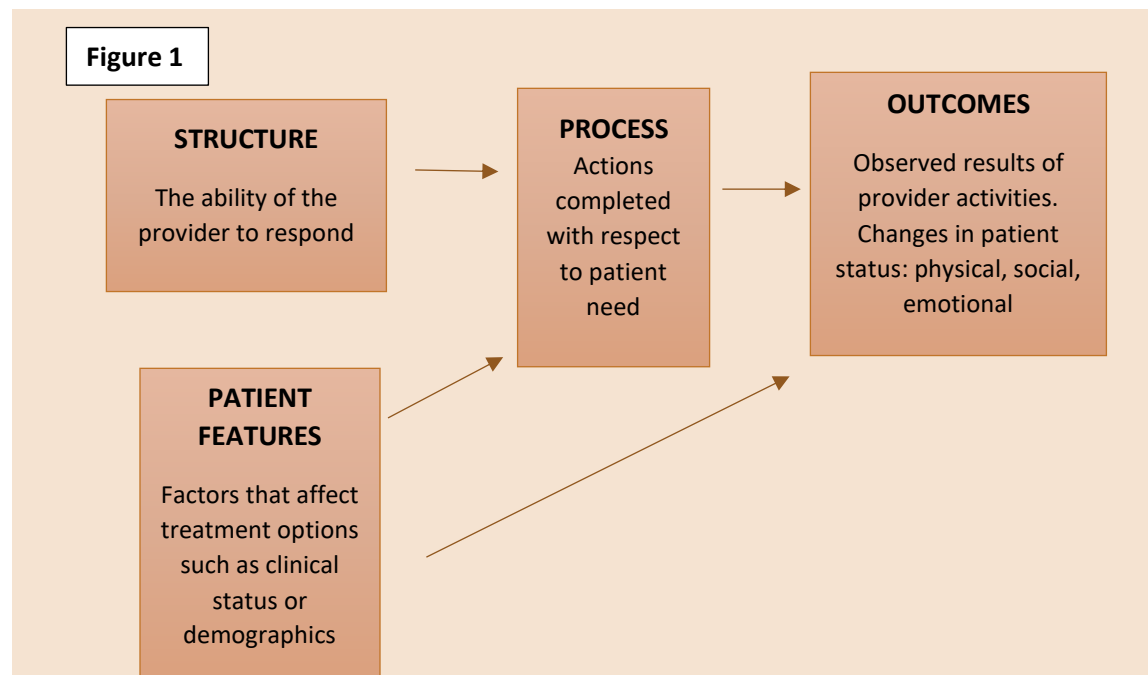 Figure 1
STRUCTURE
The ability of the
provider to respond
PROCESS
Actions
completed
with respect
to patient
need
OUTCOMES
Observed results of
provider activities.
Changes in patient
status: physical, social,
emotional
PATIENT
FEATURES
Factors that affect
treatment options
such as clinical
status or
demographics